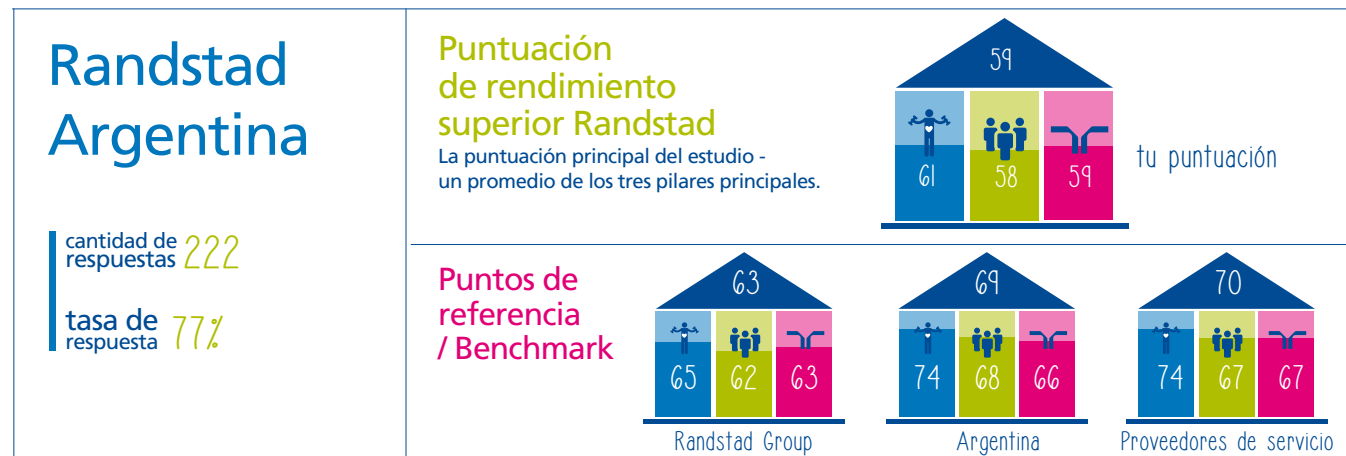 Randstad
Argentina
cantidad de
respuestas 222
tasa de
respuesta 77%
Puntuación
de rendimiento
superior Randstad
La puntuación principal del estudio -
un promedio de los tres pilares principales.
59
61 58 59
tu puntuación
Puntos de
referencia
/ Benchmark
63
65 62 63
Randstad Group
69
74 68 66
Argentina
70
74 67 67
Proveedores de servicio